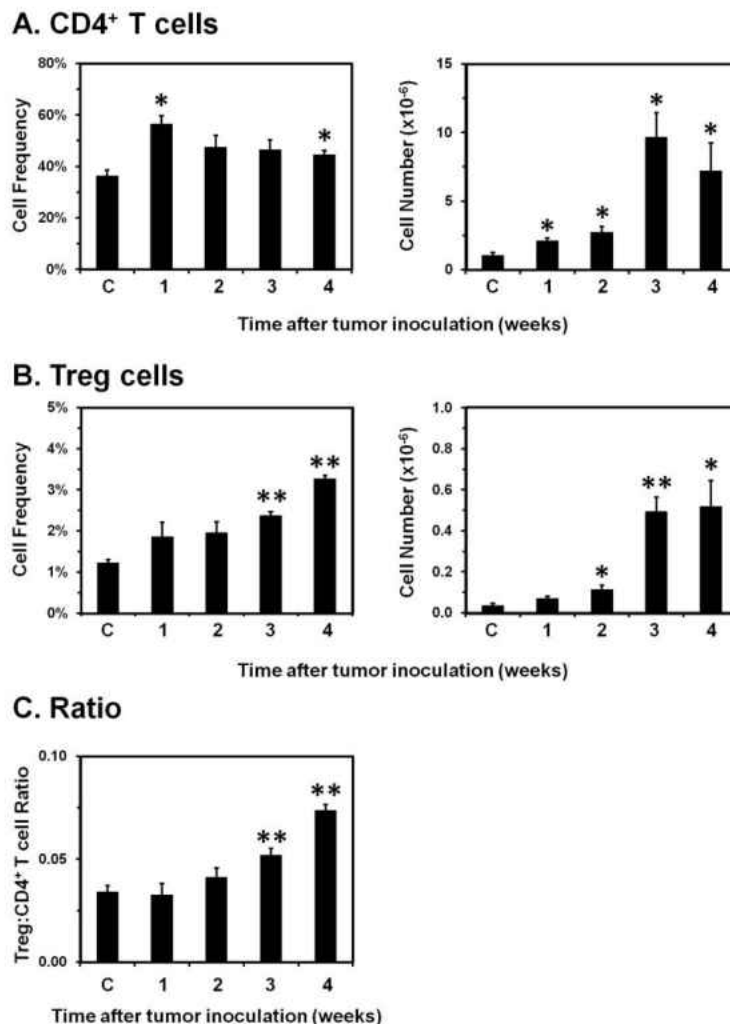 A. CD4⁺ T cells
Cell Frequency
80%
60%
40%
20%
0%
*
*
C 1 2 3 4
Cell Number (x10⁻⁶)
15
10
5
0
*
*
*
*
C 1 2 3 4
Time after tumor inoculation (weeks)
B. Treg cells
Cell Frequency
5%
4%
3%
2%
1%
0%
**
**
C 1 2 3 4
Cell Number (x10⁻⁶)
1.0
0.8
0.6
0.4
0.2
0.0
*
**
*
C 1 2 3 4
Time after tumor inoculation (weeks)
C. Ratio
Treg:CD4⁺ T cell Ratio
0.10
0.05
0.00
**
**
C 1 2 3 4
Time after tumor inoculation (weeks)